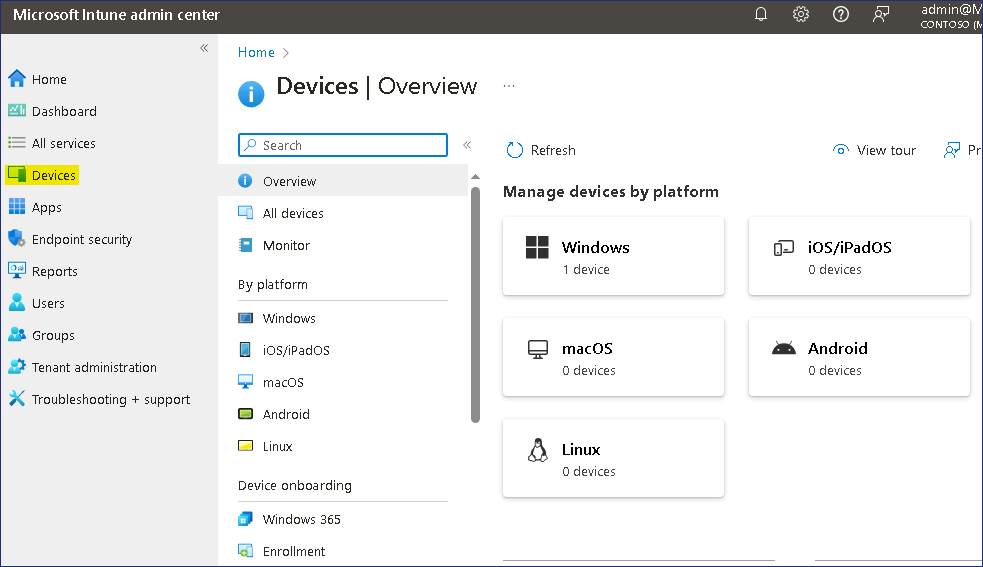 Microsoft Intune admin center
admin@M
CONTOSO (M
«
Home
Dashboard
All services
Devices
Apps
Endpoint security
Reports
Users
Groups
Tenant administration
Troubleshooting + support
Home >
Devices | Overview ...
Search
«
Overview
All devices
Monitor
By platform
Windows
iOS/iPadOS
macOS
Android
Linux
Device onboarding
Windows 365
Enrollment
Refresh
View tour
Pr
Manage devices by platform
Windows
1 device
iOS/iPadOS
0 devices
macOS
0 devices
Android
0 devices
Linux
0 devices